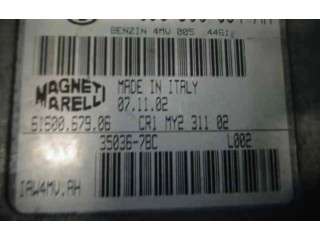 BENZIN 4MV 005 4461
MAGNETI MARELLI
MADE IN ITALY
07.11.02
61600.679.06 CR1 MY2 311 02
35036-7BC L002
IAW4MV.AH